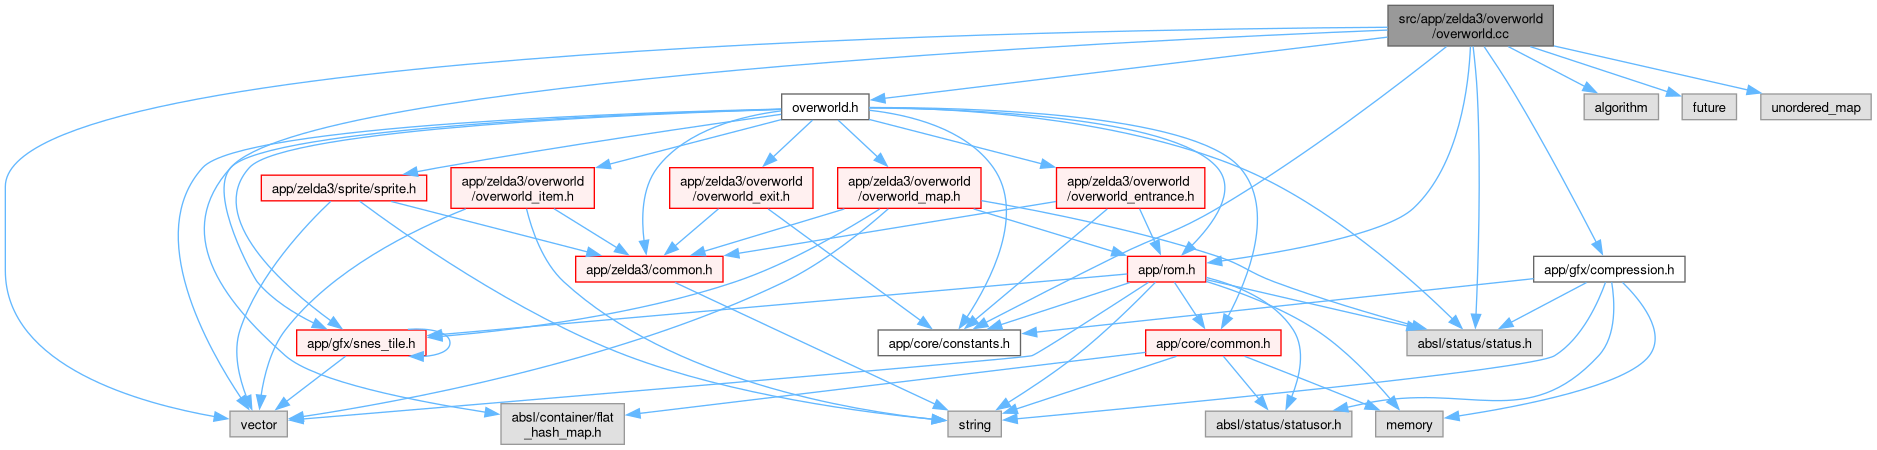 src/app/zelda3/overworld
/overworld.cc
overworld.h
algorithm
future
unordered_map
app/zelda3/sprite/sprite.h
app/zelda3/overworld
/overworld_item.h
app/zelda3/overworld
/overworld_exit.h
app/zelda3/overworld
/overworld_map.h
app/zelda3/overworld
/overworld_entrance.h
app/zelda3/common.h
app/rom.h
app/gfx/compression.h
app/gfx/snes_tile.h
app/core/constants.h
app/core/common.h
absl/status/status.h
vector
absl/container/flat
_hash_map.h
string
absl/status/statusor.h
memory